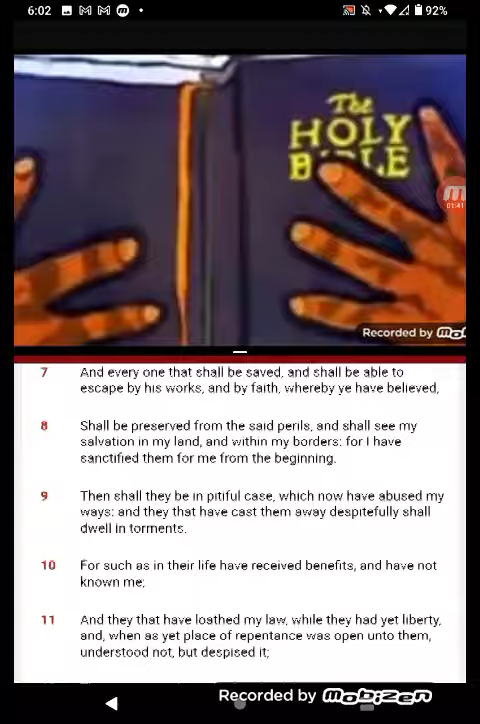 6:02
92%
The
HOLY
BIBLE
01:41
Recorded by
7 And every one that shall be saved, and shall be able to
escape by his works, and by faith, whereby ye have believed,
8 Shall be preserved from the said perils, and shall see my
salvation in my land, and within my borders: for I have
sanctified them for me from the beginning.
9 Then shall they be in pitiful case, which now have abused my
ways: and they that have cast them away despitefully shall
dwell in torments.
10 For such as in their life have received benefits, and have not
known me;
11 And they that have loathed my law, while they had yet liberty,
and, when as yet place of repentance was open unto them,
understood not, but despised it;
Recorded by mobizen